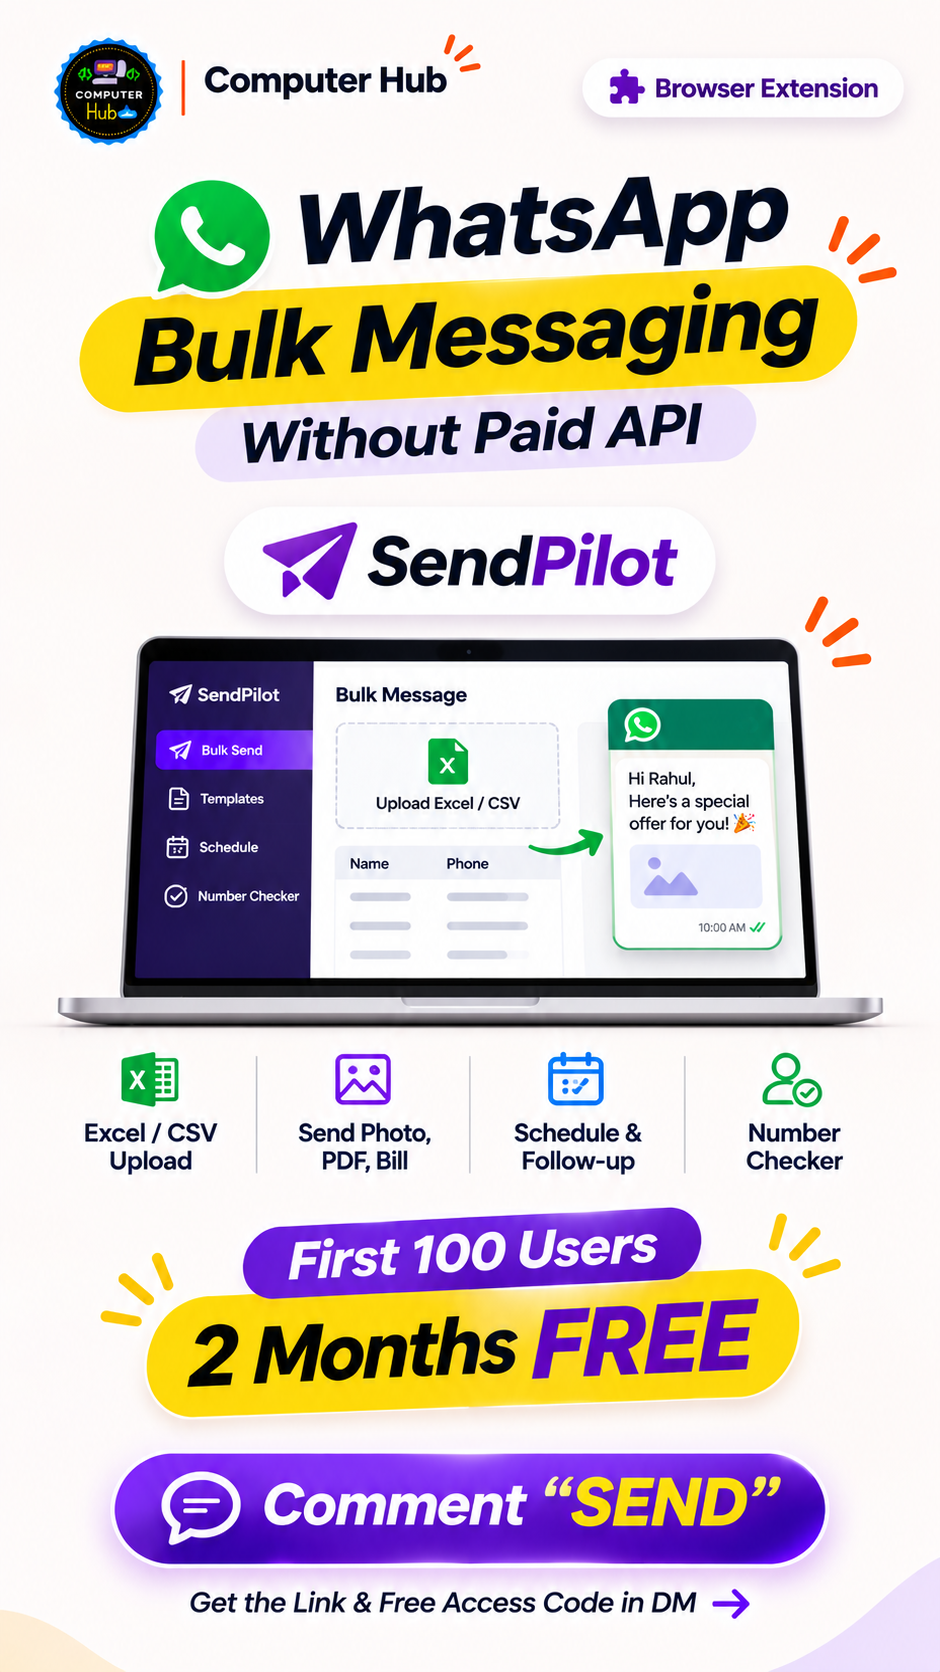 COMPUTER
Hub
Computer Hub
Browser Extension
WhatsApp
Bulk Messaging
Without Paid API
SendPilot
SendPilot
Bulk Send
Templates
Schedule
Number Checker
Bulk Message
X
Upload Excel / CSV
Name Phone
Hi Rahul,
Here's a special
offer for you! 🎉
10:00 AM
X
Excel / CSV
Upload
Send Photo,
PDF, Bill
Schedule &
Follow-up
Number
Checker
First 100 Users
2 Months FREE
Comment “SEND”
Get the Link & Free Access Code in DM →